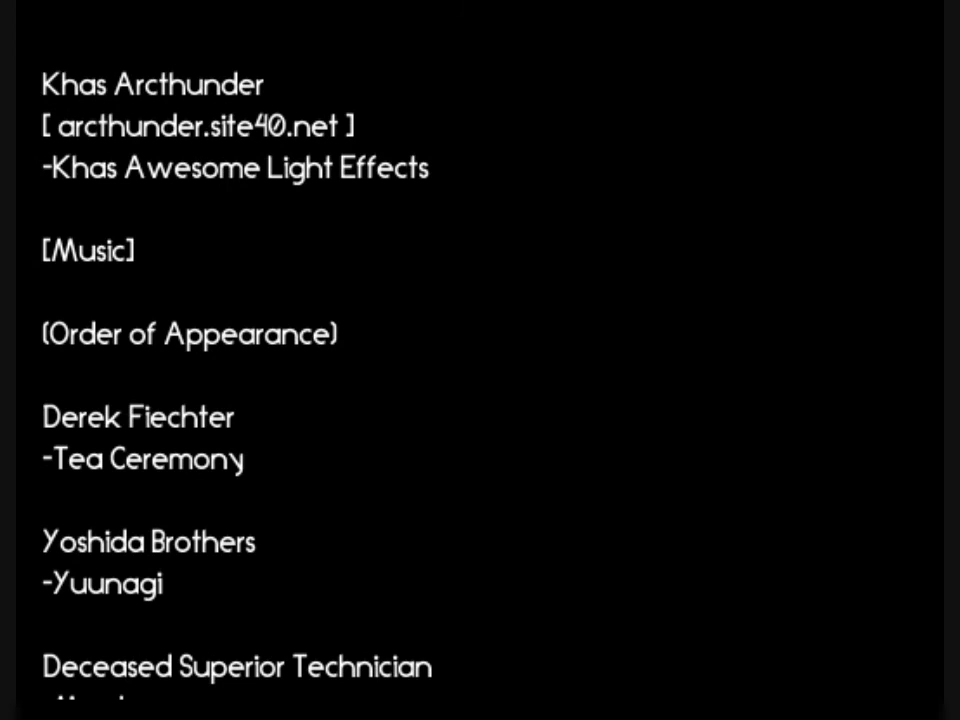 Khas Arcthunder
[ arcthunder.site40.net ]
-Khas Awesome Light Effects
[Music]
(Order of Appearance)
Derek Fiechter
-Tea Ceremony
Yoshida Brothers
-Yuunagi
Deceased Superior Technician